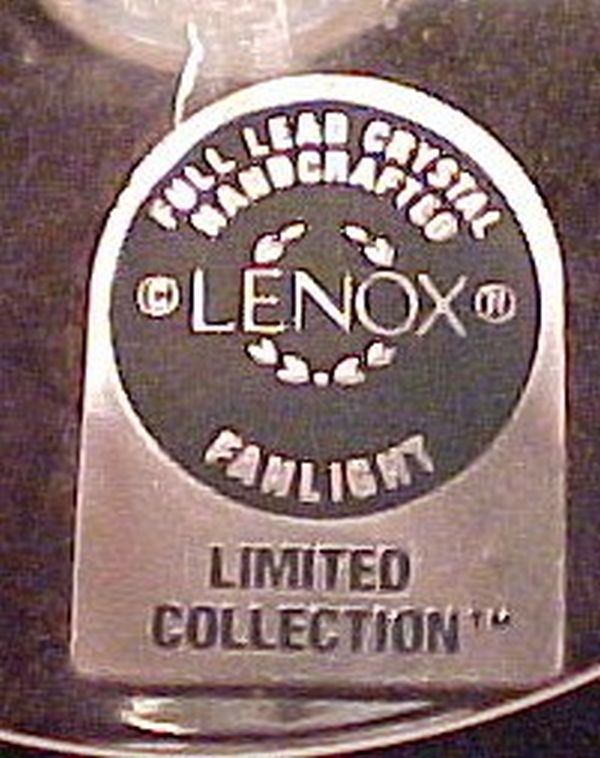 FULL LEAD CRYSTAL
HANDCRAFTED
© LENOX ®
FANLIGHT
LIMITED
COLLECTION™